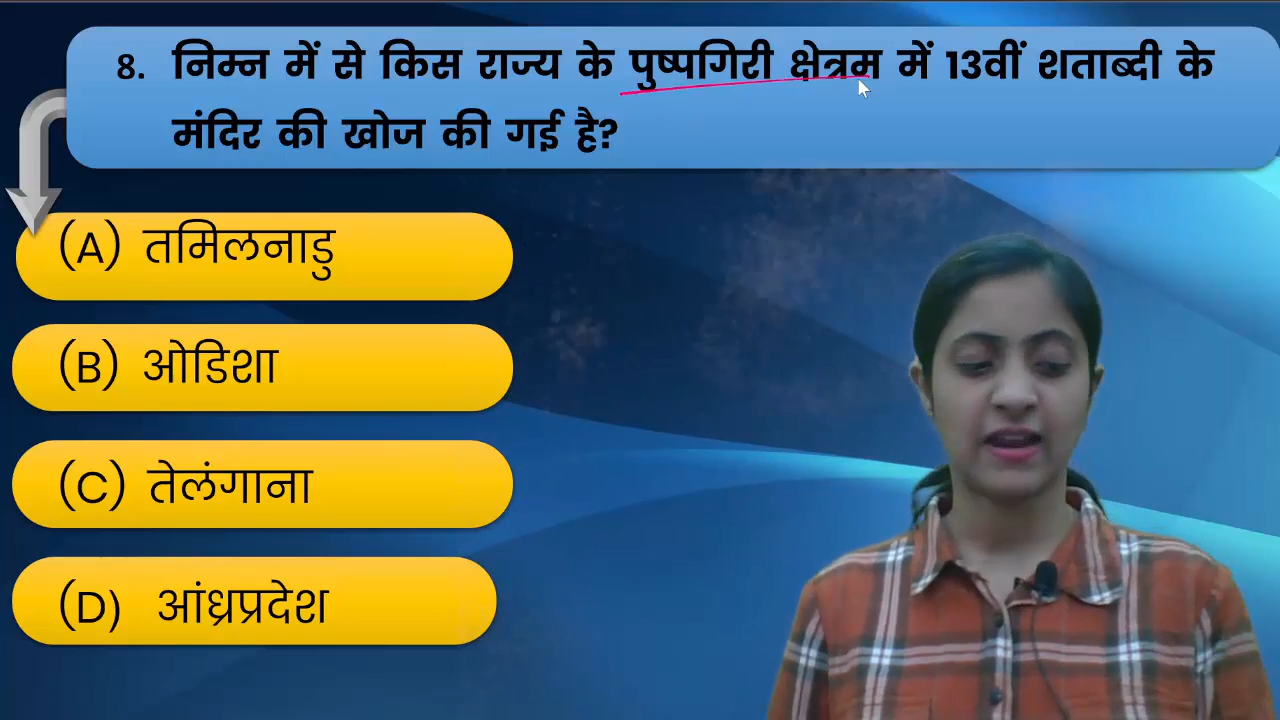 8. निम्न में से किस राज्य के पुष्पगिरी क्षेत्रम में 13वीं शताब्दी के
मंदिर की खोज की गई है?
(A) तमिलनाडु
(B) ओडिशा
(C) तेलंगाना
(D) आंध्रप्रदेश